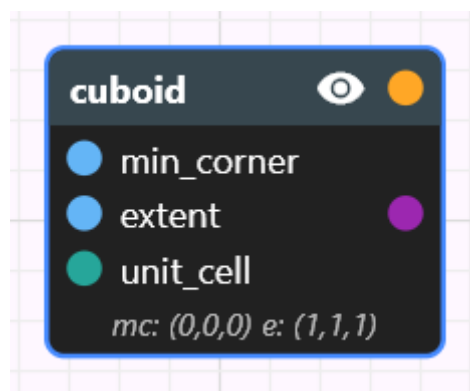 cuboid
min_corner
extent
unit_cell
mc: (0,0,0) e: (1,1,1)